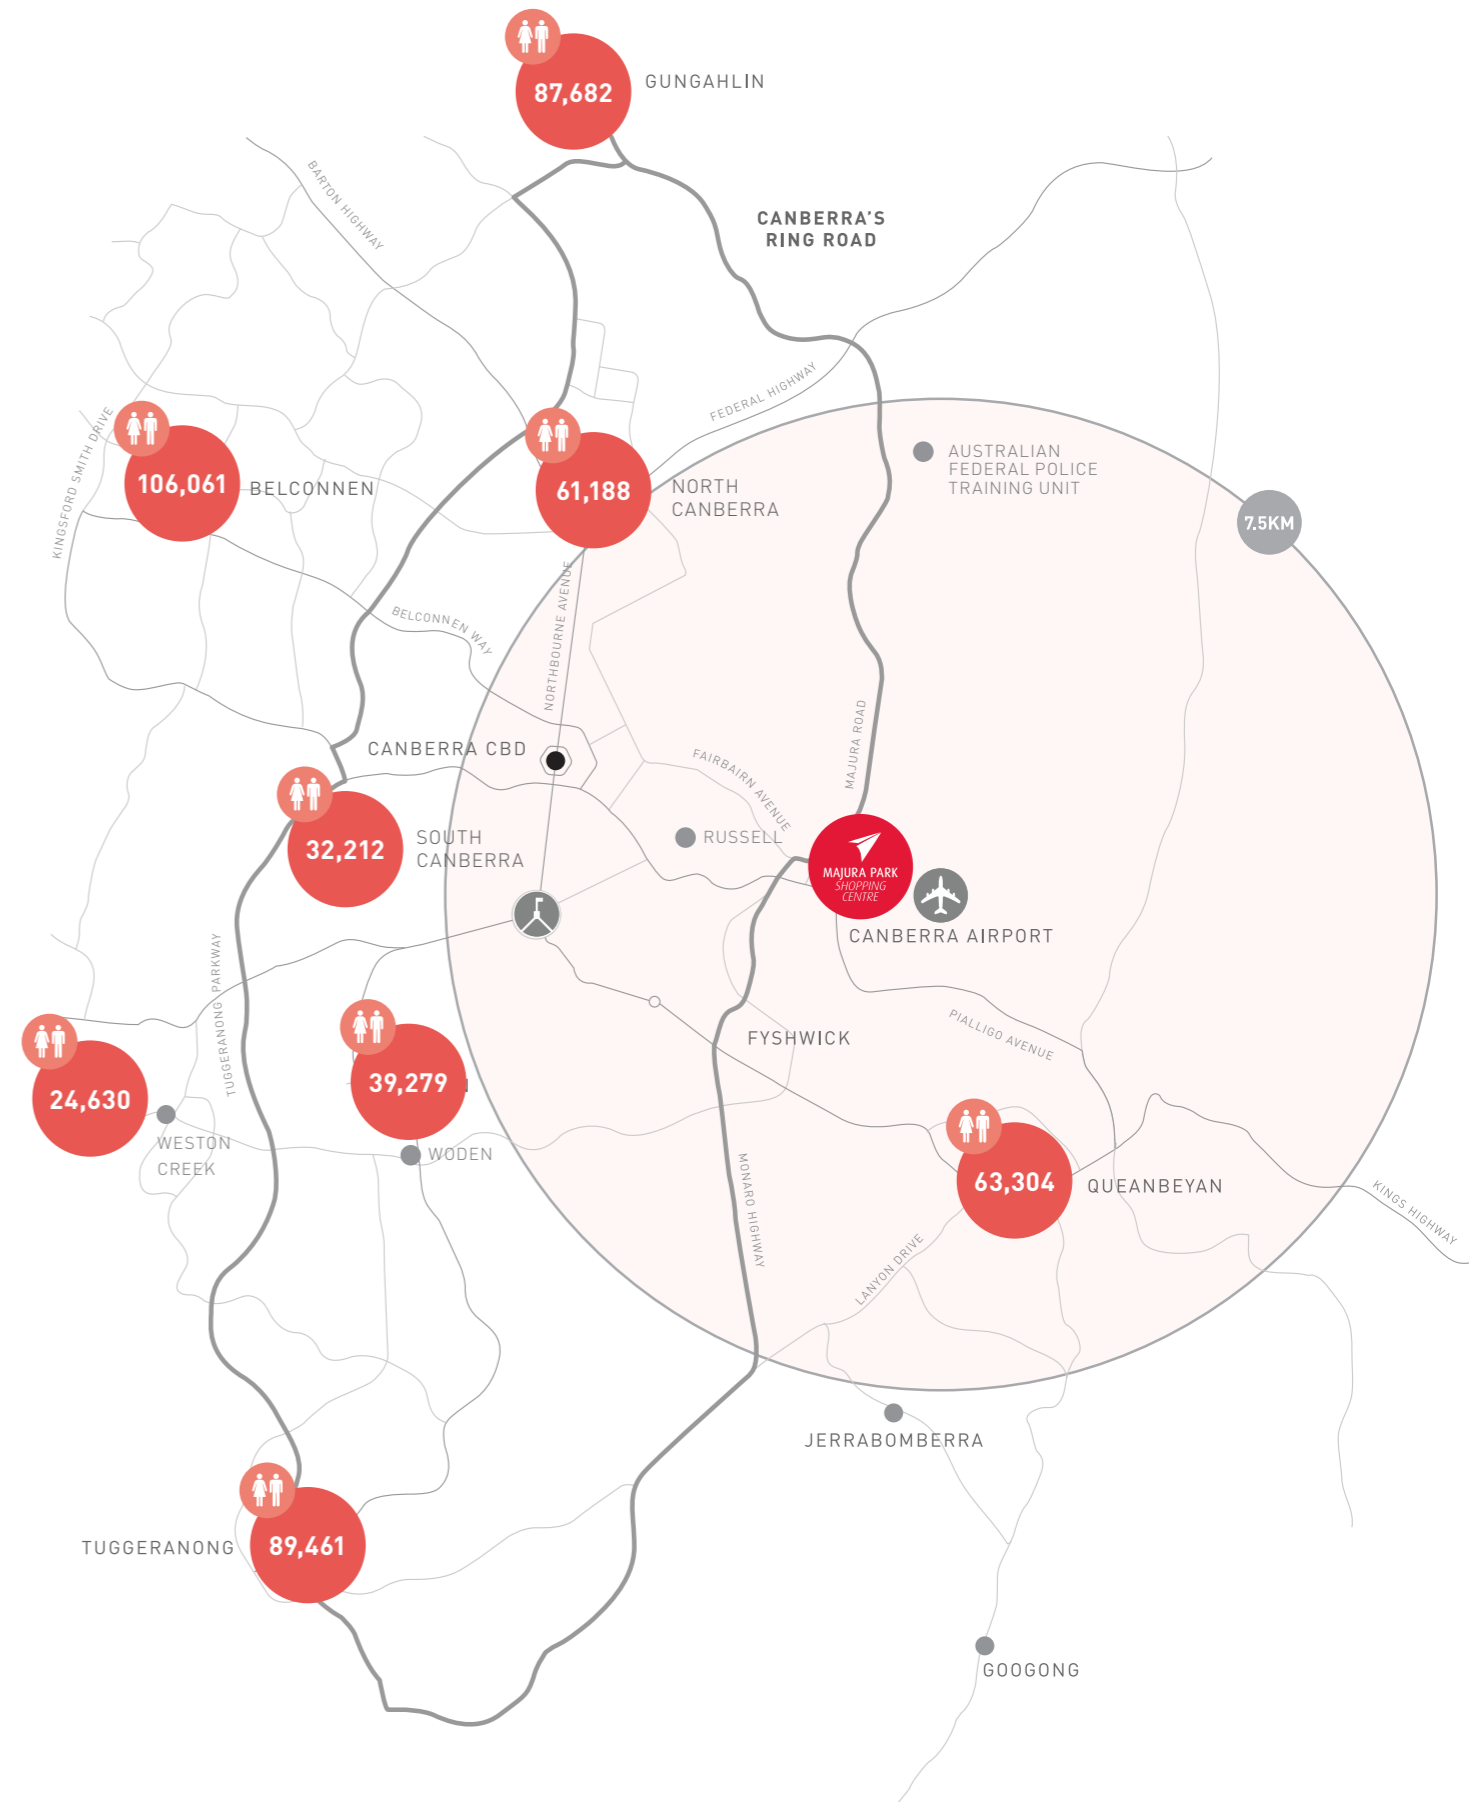 87,682
GUNGAHLIN
BARTON HIGHWAY
CANBERRA'S
RING ROAD
FEDERAL HIGHWAY
KINGSFORD SMITH DRIVE
106,061
BELCONNEN
61,188
NORTH
CANBERRA
AUSTRALIAN
FEDERAL POLICE
TRAINING UNIT
7.5KM
BELCONNEN WAY
NORTHBOURNE AVENUE
CANBERRA CBD
FAIRBAIRN AVENUE
MAJURA ROAD
32,212
SOUTH
CANBERRA
RUSSELL
MAJURA PARK
SHOPPING
CENTRE
CANBERRA AIRPORT
TUGGERANONG PARKWAY
24,630
WESTON
CREEK
39,279
WODEN
FYSHWICK
PIALLIGO AVENUE
MONARO HIGHWAY
63,304
QUEANBEYAN
KINGS HIGHWAY
LANYON DRIVE
JERRABOMBERRA
TUGGERANONG
89,461
GOOGONG